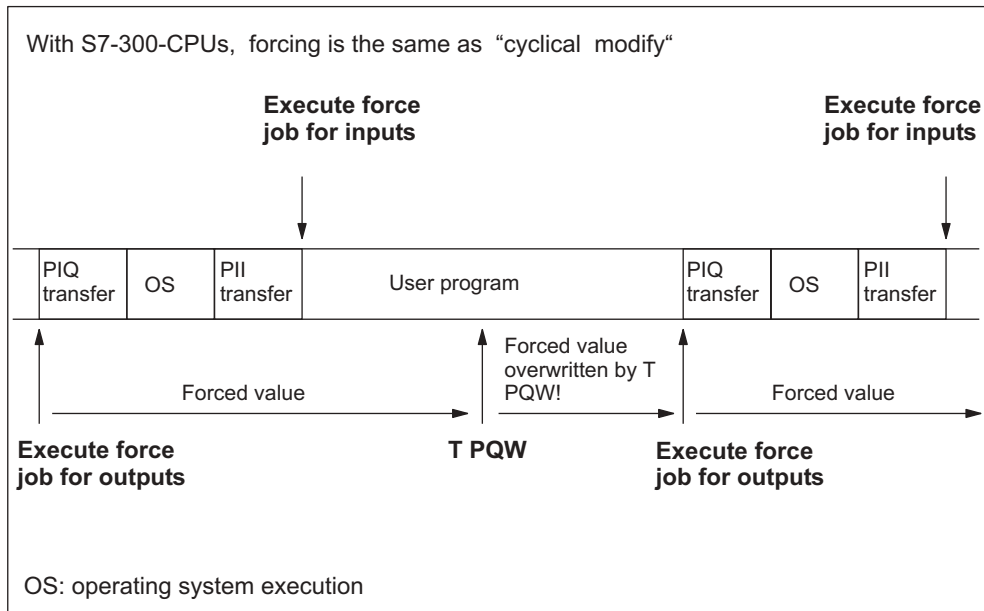 With S7-300-CPUs, forcing is the same as “cyclical modify“
Execute force
job for inputs
Execute force
job for inputs
PIQ
transfer
OS
PII
transfer
User program
PIQ
transfer
OS
PII
transfer
Forced value
Forced value
overwritten by T
PQW!
Forced value
Execute force
job for outputs
T PQW
Execute force
job for outputs
OS: operating system execution